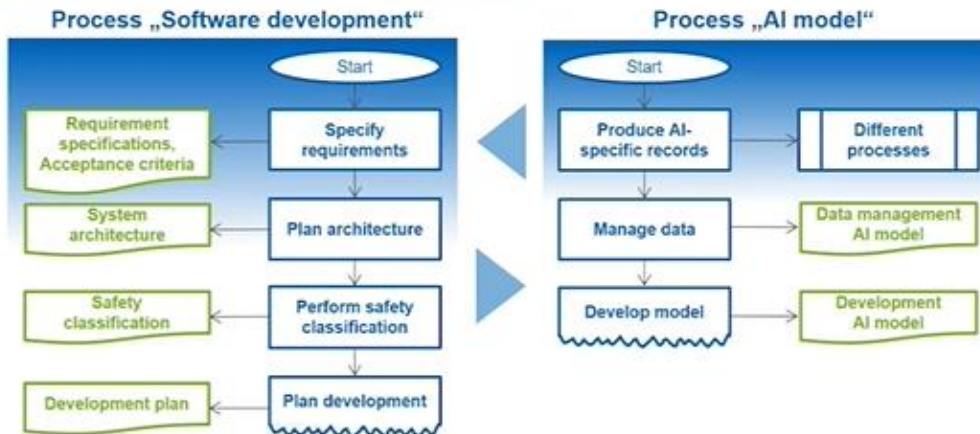 Process „Software development“
Start
Requirement
specifications,
Acceptance criteria
Specify
requirements
System
architecture
Plan architecture
Safety
classification
Perform safety
classification
Development plan
Plan development
Process „AI model“
Start
Produce AI-
specific records
Different
processes
Manage data
Data management
AI model
Develop model
Development
AI model